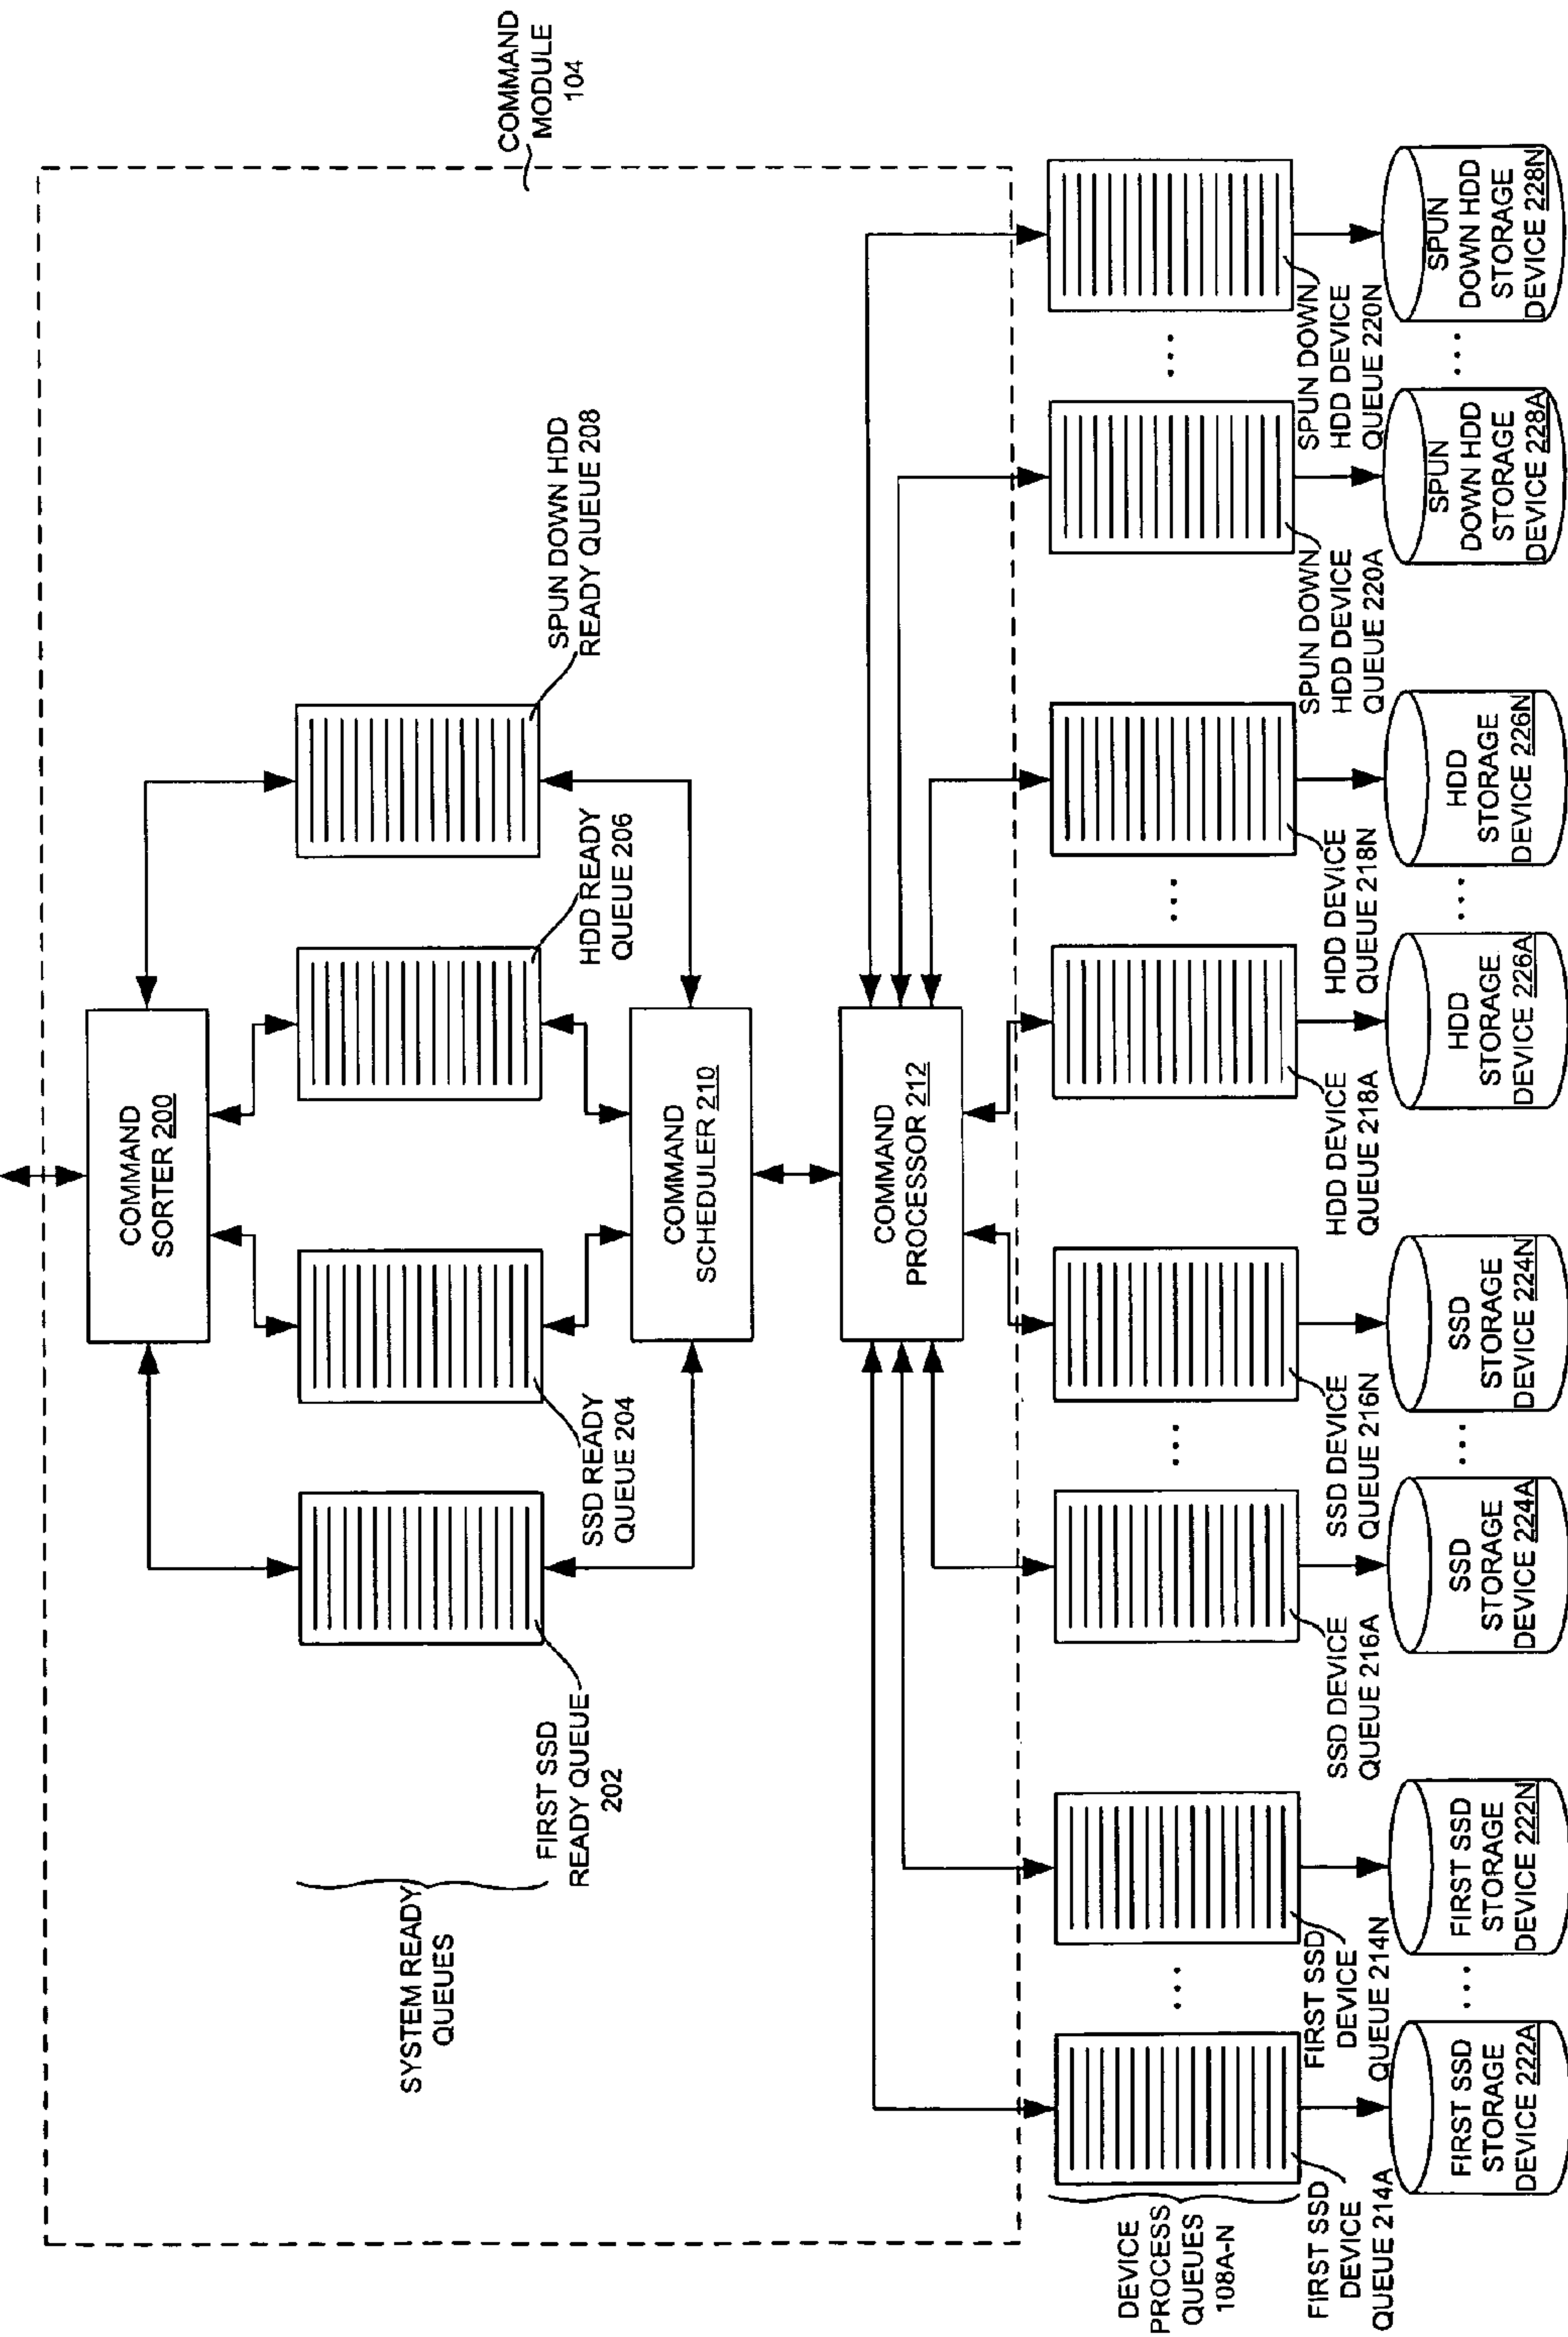 COMMAND
MODULE
104
COMMAND
SORTER 200
SYSTEM READY
QUEUES
FIRST SSD
READY QUEUE
202
SSD READY
QUEUE 204
HDD READY
QUEUE 206
SPUN DOWN HDD
READY QUEUE 208
COMMAND
SCHEDULER 210
COMMAND
PROCESSOR 212
DEVICE
PROCESS
QUEUES
108A-N
FIRST SSD
DEVICE
QUEUE 214A
...
FIRST SSD
DEVICE
QUEUE 214N
SSD DEVICE
QUEUE 216A
...
SSD DEVICE
QUEUE 216N
HDD DEVICE
QUEUE 218A
...
HDD DEVICE
QUEUE 218N
SPUN DOWN
HDD DEVICE
QUEUE 220A
...
SPUN DOWN
HDD DEVICE
QUEUE 220N
FIRST SSD
STORAGE
DEVICE 222A
...
FIRST SSD
STORAGE
DEVICE 222N
SSD
STORAGE
DEVICE 224A
...
SSD
STORAGE
DEVICE 224N
HDD
STORAGE
DEVICE 226A
...
HDD
STORAGE
DEVICE 226N
SPUN
DOWN HDD
STORAGE
DEVICE 228A
...
SPUN
DOWN HDD
STORAGE
DEVICE 228N